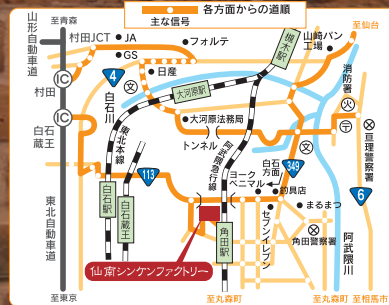 各方面からの道順
主な信号
至青森
至仙台
山形自動車道
村田JCT
JA
GS
フォルテ
日産
槻木駅
山崎パン
工場
消防署
IC
村田
4
文
白石川
大河原駅
大河原法務局
トンネル
火
〒
文
亘理警察署
IC
白石
蔵王
東北本線
阿武隈急行線
白石
方面
349
113
ヨーク
ベニマル
釣具店
まるまつ
6
白石駅
白石蔵王
角田駅
セブンイレブン
角田警察署
阿武隈川
東北自動車道
仙南シンケンファクトリー
至東京
至丸森町
至丸森町
至相馬市